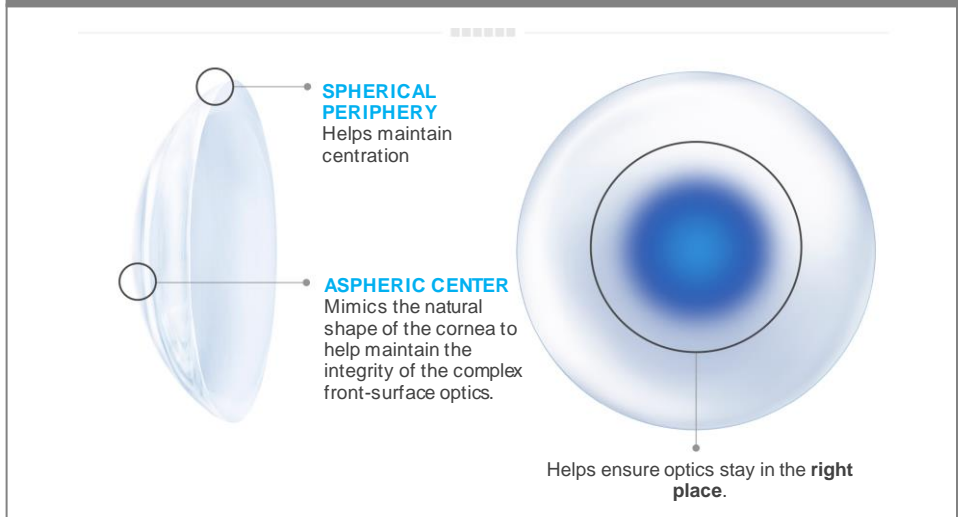 SPHERICAL
PERIPHERY
Helps maintain
centration
ASPHERIC CENTER
Mimics the natural
shape of the cornea to
help maintain the
integrity of the complex
front-surface optics.
Helps ensure optics stay in the right
place.